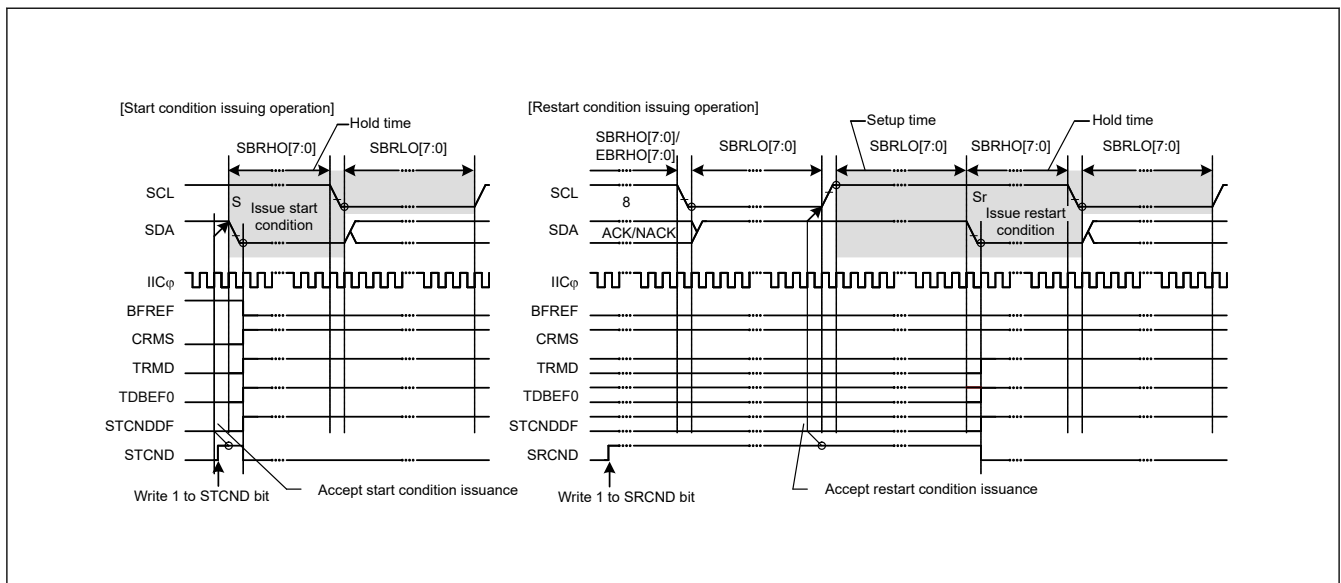 [Start condition issuing operation]
Hold time
SBRHO[7:0]
SBRLO[7:0]
SCL
S
Issue start
condition
SDA
IICφ
BFREF
CRMS
TRMD
TDBEF0
STCNDDF
STCND
Write 1 to STCND bit
Accept start condition issuance
[Restart condition issuing operation]
Setup time
Hold time
SBRHO[7:0]/
EBRHO[7:0]
SBRLO[7:0]
SBRLO[7:0]
SBRHO[7:0]
SBRLO[7:0]
SCL
8
Sr
Issue restart
condition
SDA
ACK/NACK
IICφ
BFREF
CRMS
TRMD
TDBEF0
STCNDDF
SRCND
Write 1 to SRCND bit
Accept restart condition issuance